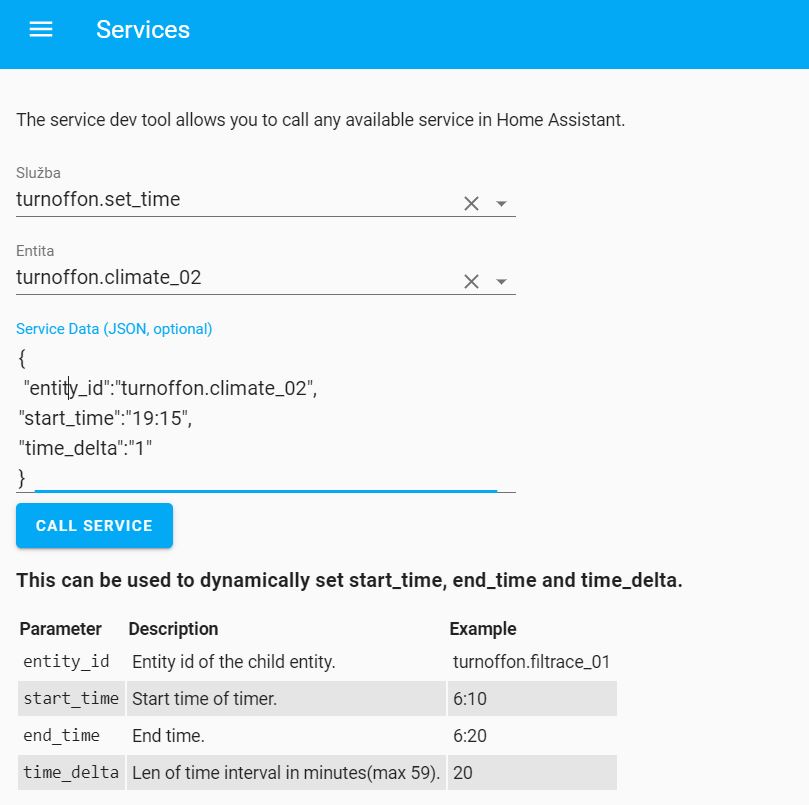 Services
The service dev tool allows you to call any available service in Home Assistant.
Služba
turnoffon.set_time
Entita
turnoffon.climate_02
Service Data (JSON, optional)
{
"entity_id":"turnoffon.climate_02",
"start_time":"19:15",
"time_delta":"1"
}
CALL SERVICE
This can be used to dynamically set start_time, end_time and time_delta.
Parameter Description Example
entity_id Entity id of the child entity. turnoffon.filtrace_01
start_time Start time of timer. 6:10
end_time End time. 6:20
time_delta Len of time interval in minutes(max 59). 20